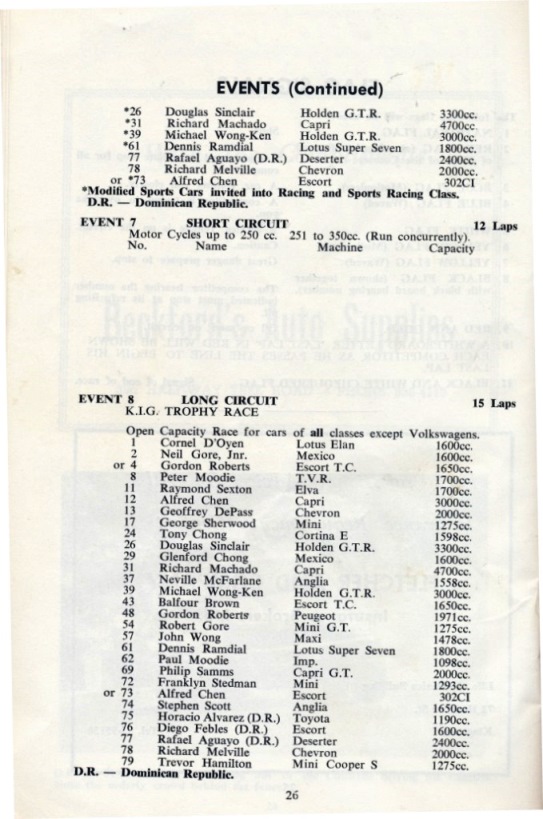 EVENTS (Continued)
*26 Douglas Sinclair Holden G.T.R. 3300cc.
*31 Richard Machado Capri 4700cc.
*39 Michael Wong-Ken Holden G.T.R. 3000cc.
*61 Dennis Ramdial Lotus Super Seven 1800cc.
77 Rafael Aguayo (D.R.) Deserter 2400cc.
78 Richard Melville Chevron 2000cc.
or *73 Alfred Chen Escort 302CI
*Modified Sports Cars invited into Racing and Sports Racing Class.
D.R. — Dominican Republic.
EVENT 7 SHORT CIRCUIT 12 Laps
Motor Cycles up to 250 cc. 251 to 350cc. (Run concurrently).
No. Name Machine Capacity
EVENT 8 LONG CIRCUIT 15 Laps
K.I.G. TROPHY RACE
Open Capacity Race for cars of all classes except Volkswagens.
1 Cornel D'Oyen Lotus Elan 1600cc.
2 Neil Gore, Jnr. Mexico 1600cc.
or 4 Gordon Roberts Escort T.C. 1650cc.
8 Peter Moodie T.V.R. 1700cc.
11 Raymond Sexton Elva 1700cc.
12 Alfred Chen Capri 3000cc.
13 Geoffrey DePass Chevron 2000cc.
17 George Sherwood Mini 1275cc.
24 Tony Chong Cortina E 1598cc.
26 Douglas Sinclair Holden G.T.R. 3300cc.
29 Glenford Chong Mexico 1600cc.
31 Richard Machado Capri 4700cc.
37 Neville McFarlane Anglia 1558cc.
39 Michael Wong-Ken Holden G.T.R. 3000cc.
43 Balfour Brown Escort T.C. 1650cc.
48 Gordon Roberts Peugeot 1971cc.
54 Robert Gore Mini G.T. 1275cc.
57 John Wong Maxi 1478cc.
61 Dennis Ramdial Lotus Super Seven 1800cc.
62 Paul Moodie Imp. 1098cc.
69 Philip Samms Capri G.T. 2000cc.
72 Franklyn Stedman Mini 1293cc.
or 73 Alfred Chen Escort 302CI
74 Stephen Scott Anglia 1650cc.
75 Horacio Alvarez (D.R.) Toyota 1190cc.
76 Diego Febles (D.R.) Escort 1600cc.
77 Rafael Aguayo (D.R.) Deserter 2400cc.
78 Richard Melville Chevron 2000cc.
79 Trevor Hamilton Mini Cooper S 1275cc.
D.R. — Dominican Republic.
26